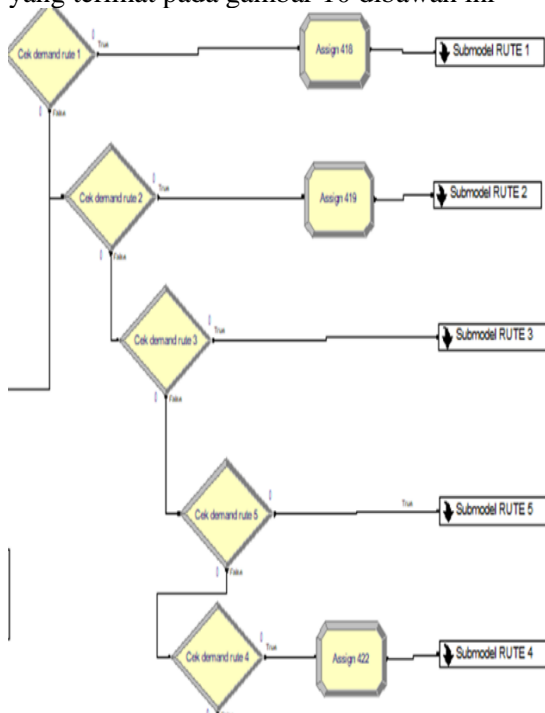 yang terlihat pada gambar 10 dibawah ini
Cek demand rute 1
True
False
Assign 418
Submodel RUTE 1
Cek demand rute 2
True
False
Assign 419
Submodel RUTE 2
Cek demand rute 3
True
False
Submodel RUTE 3
Cek demand rute 5
True
False
Submodel RUTE 5
Cek demand rute 4
True
False
Assign 422
Submodel RUTE 4